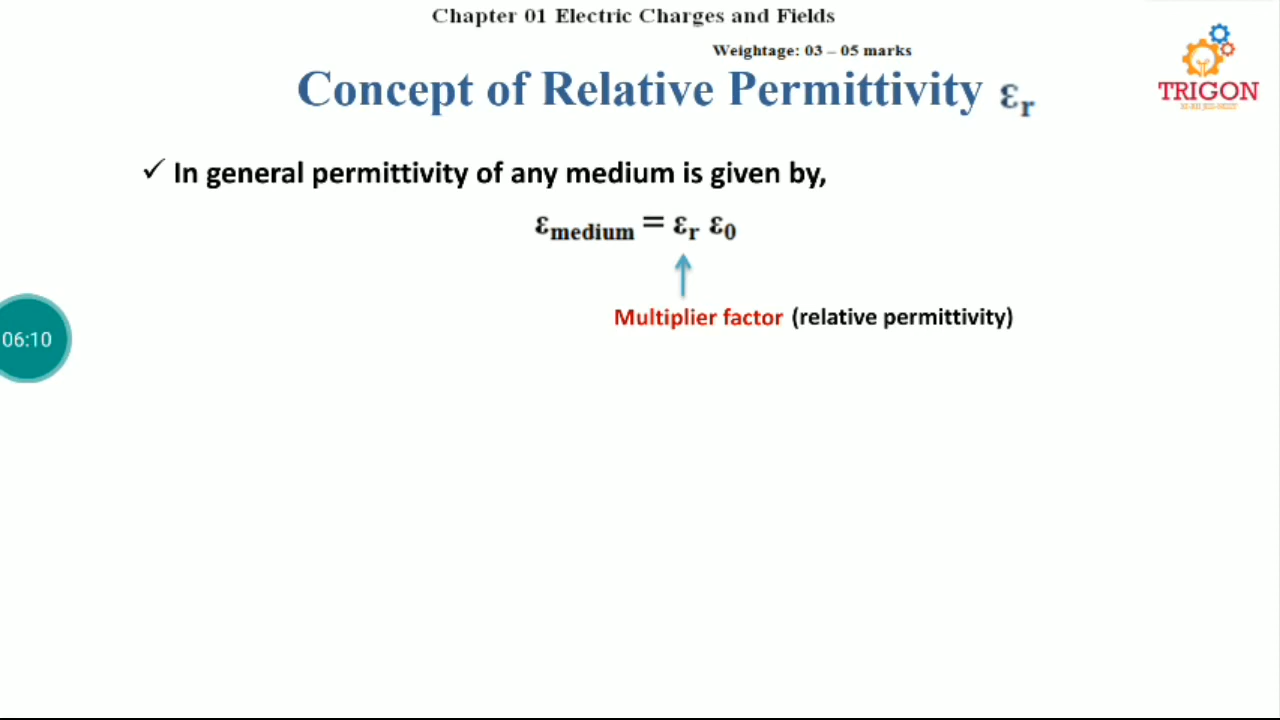 Chapter 01 Electric Charges and Fields
Weightage: 03 – 05 marks
Concept of Relative Permittivity εr
TRIGON
✓ In general permittivity of any medium is given by,
εmedium = εr ε0
Multiplier factor (relative permittivity)
06:10